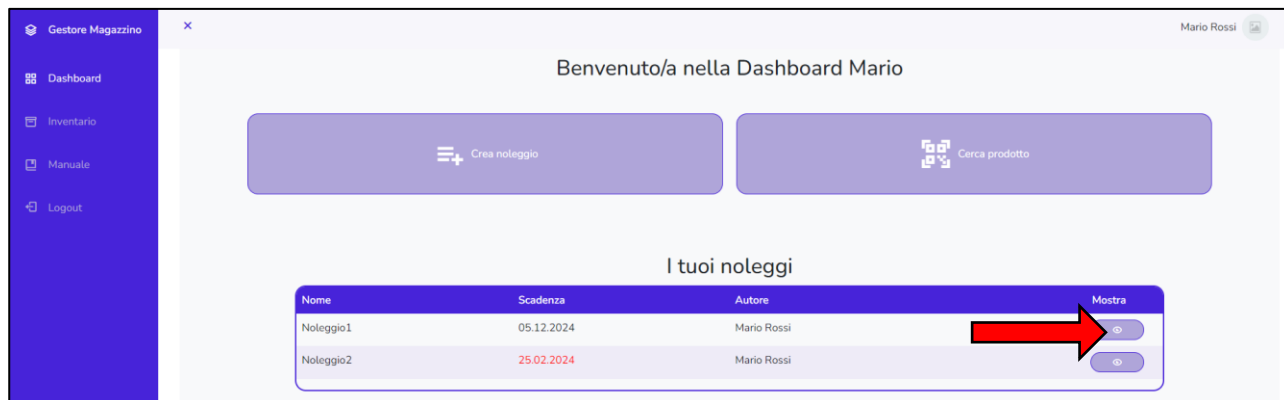 Gestore Magazzino
Mario Rossi
Dashboard
Inventario
Manuale
Logout
Benvenuto/a nella Dashboard Mario
Crea noleggio
Cerca prodotto
I tuoi noleggi
Nome Scadenza Autore Mostra
Noleggio1 05.12.2024 Mario Rossi
Noleggio2 25.02.2024 Mario Rossi